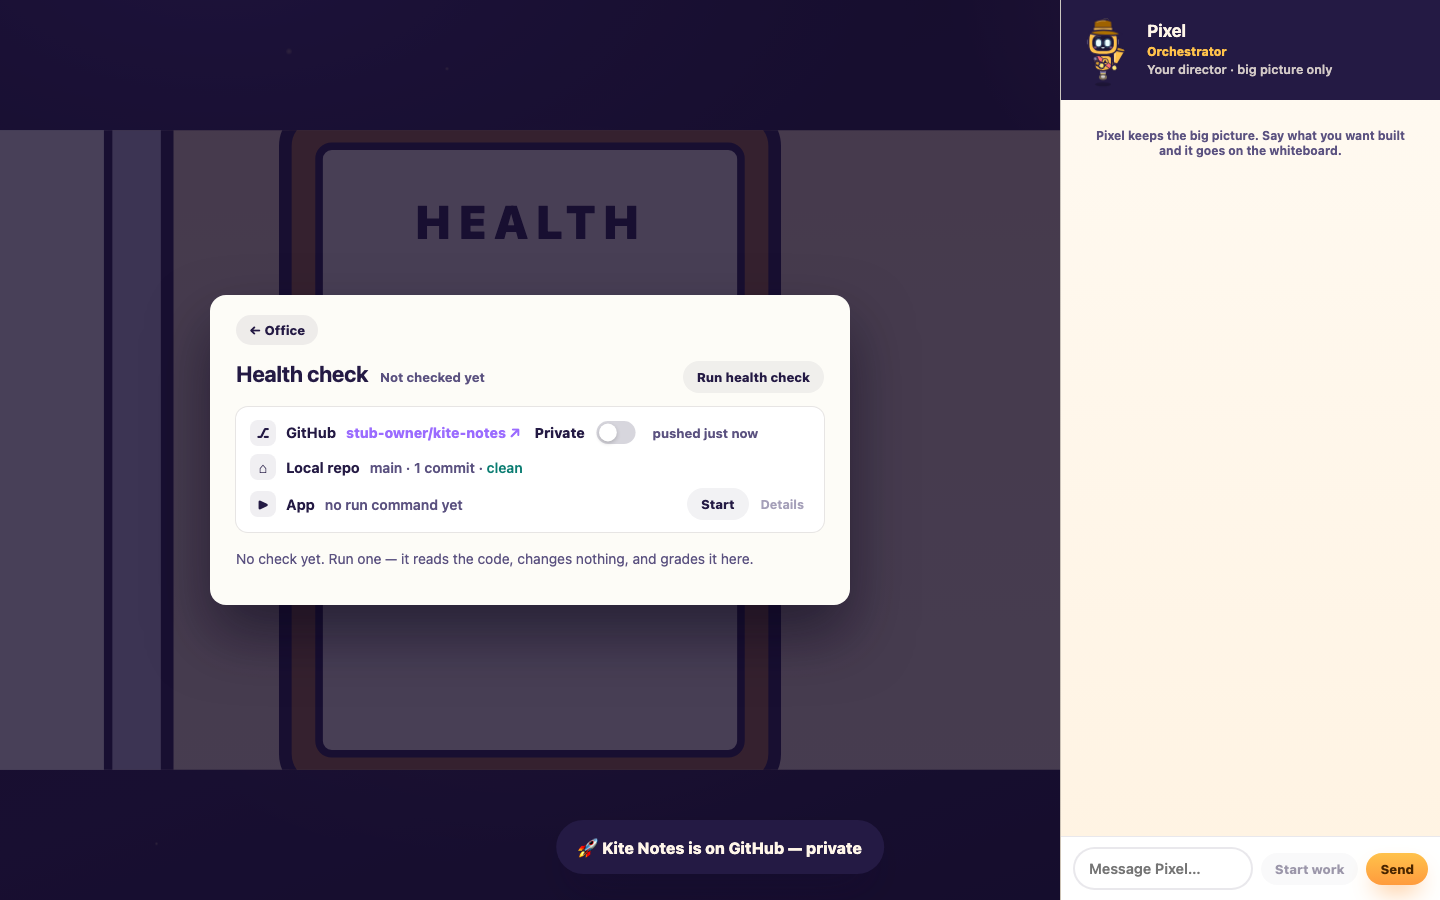 HEALTH
← Office
Health check Not checked yet Run health check
GitHub stub-owner/kite-notes ↗ Private pushed just now
Local repo main · 1 commit · clean
App no run command yet Start Details
No check yet. Run one — it reads the code, changes nothing, and grades it here.
🚀 Kite Notes is on GitHub — private
Pixel
Orchestrator
Your director · big picture only
Pixel keeps the big picture. Say what you want built
and it goes on the whiteboard.
Message Pixel... Start work Send